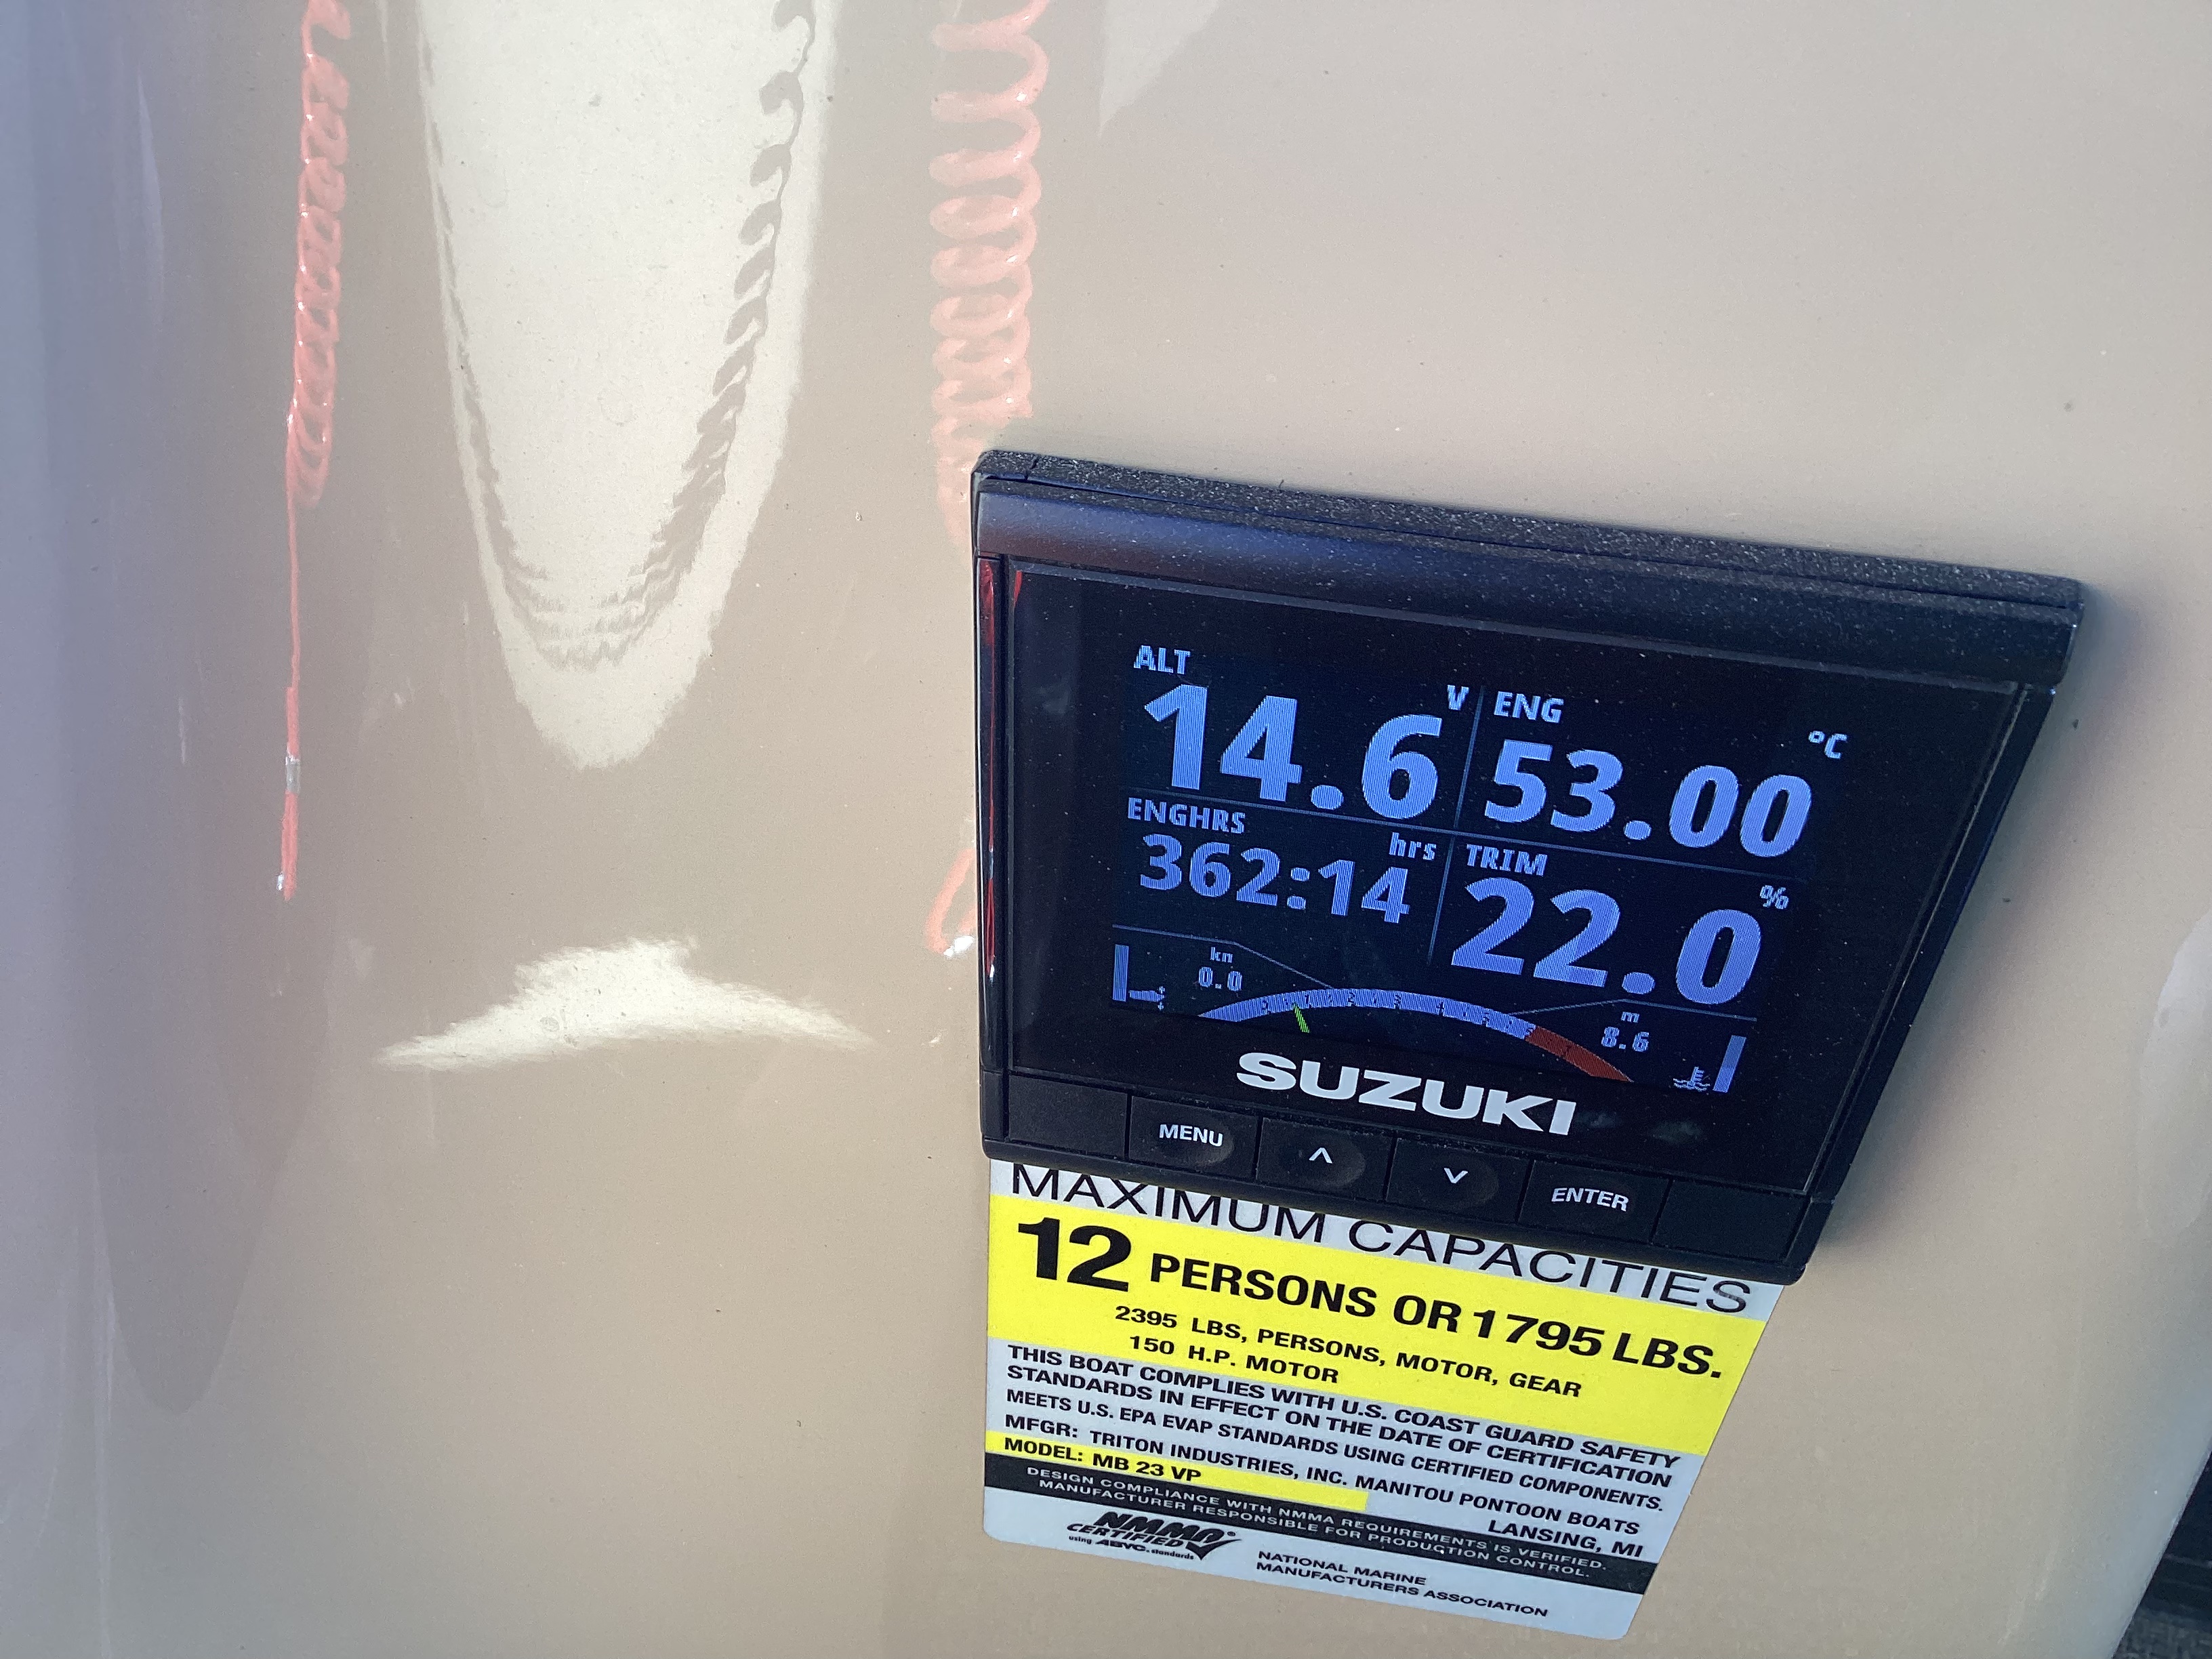 ALT
14.6 V
ENG
53.00 °C
ENGHRS
362:14 hrs
TRIM
22.0 %
kn
0.0
m
8.6
SUZUKI
MENU
ENTER
MAXIMUM CAPACITIES
12 PERSONS OR 1795 LBS.
2395 LBS, PERSONS, MOTOR, GEAR
150 H.P. MOTOR
THIS BOAT COMPLIES WITH U.S. COAST GUARD SAFETY
STANDARDS IN EFFECT ON THE DATE OF CERTIFICATION
MEETS U.S. EPA EVAP STANDARDS USING CERTIFIED COMPONENTS.
MFGR: TRITON INDUSTRIES, INC. MANITOU PONTOON BOATS
LANSING, MI
MODEL: MB 23 VP
DESIGN COMPLIANCE WITH NMMA REQUIREMENTS IS VERIFIED.
MANUFACTURER RESPONSIBLE FOR PRODUCTION CONTROL.
NMMA®
CERTIFIED
using ABYC. standards
NATIONAL MARINE
MANUFACTURERS ASSOCIATION